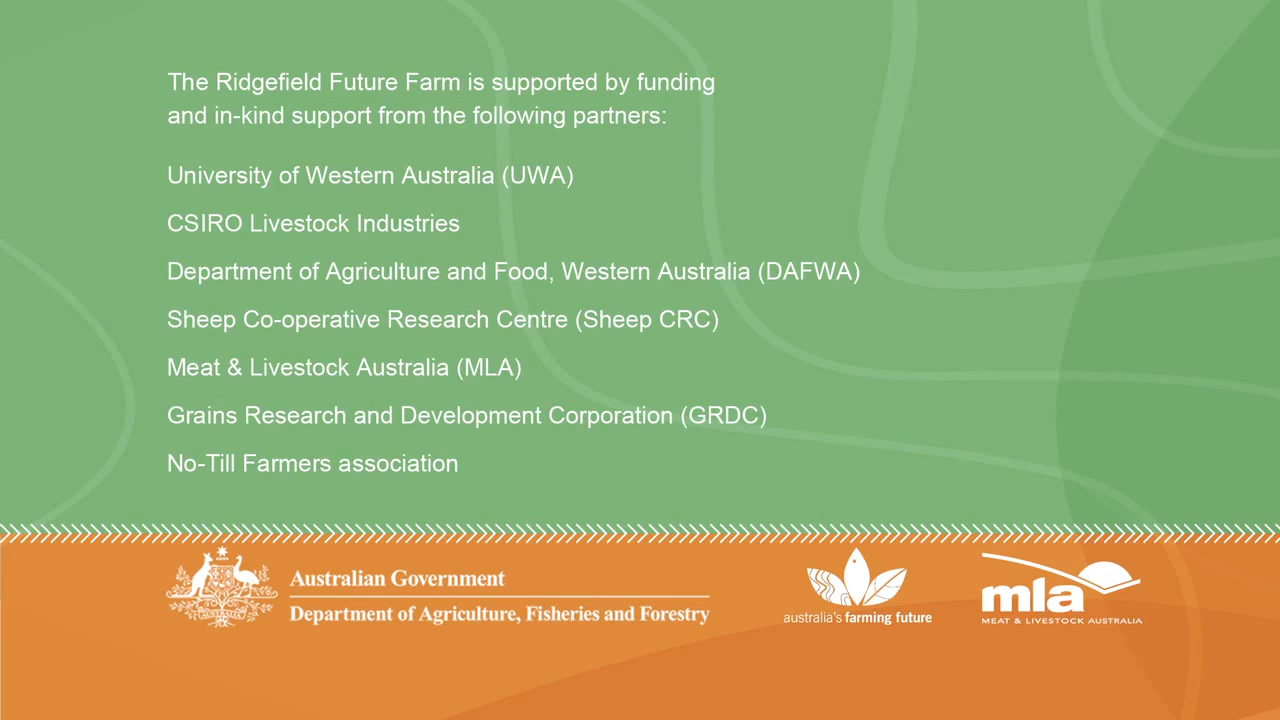 The Ridgefield Future Farm is supported by funding
and in-kind support from the following partners:
University of Western Australia (UWA)
CSIRO Livestock Industries
Department of Agriculture and Food, Western Australia (DAFWA)
Sheep Co-operative Research Centre (Sheep CRC)
Meat & Livestock Australia (MLA)
Grains Research and Development Corporation (GRDC)
No-Till Farmers association
Australian Government
Department of Agriculture, Fisheries and Forestry
australia's farming future
mla
MEAT & LIVESTOCK AUSTRALIA